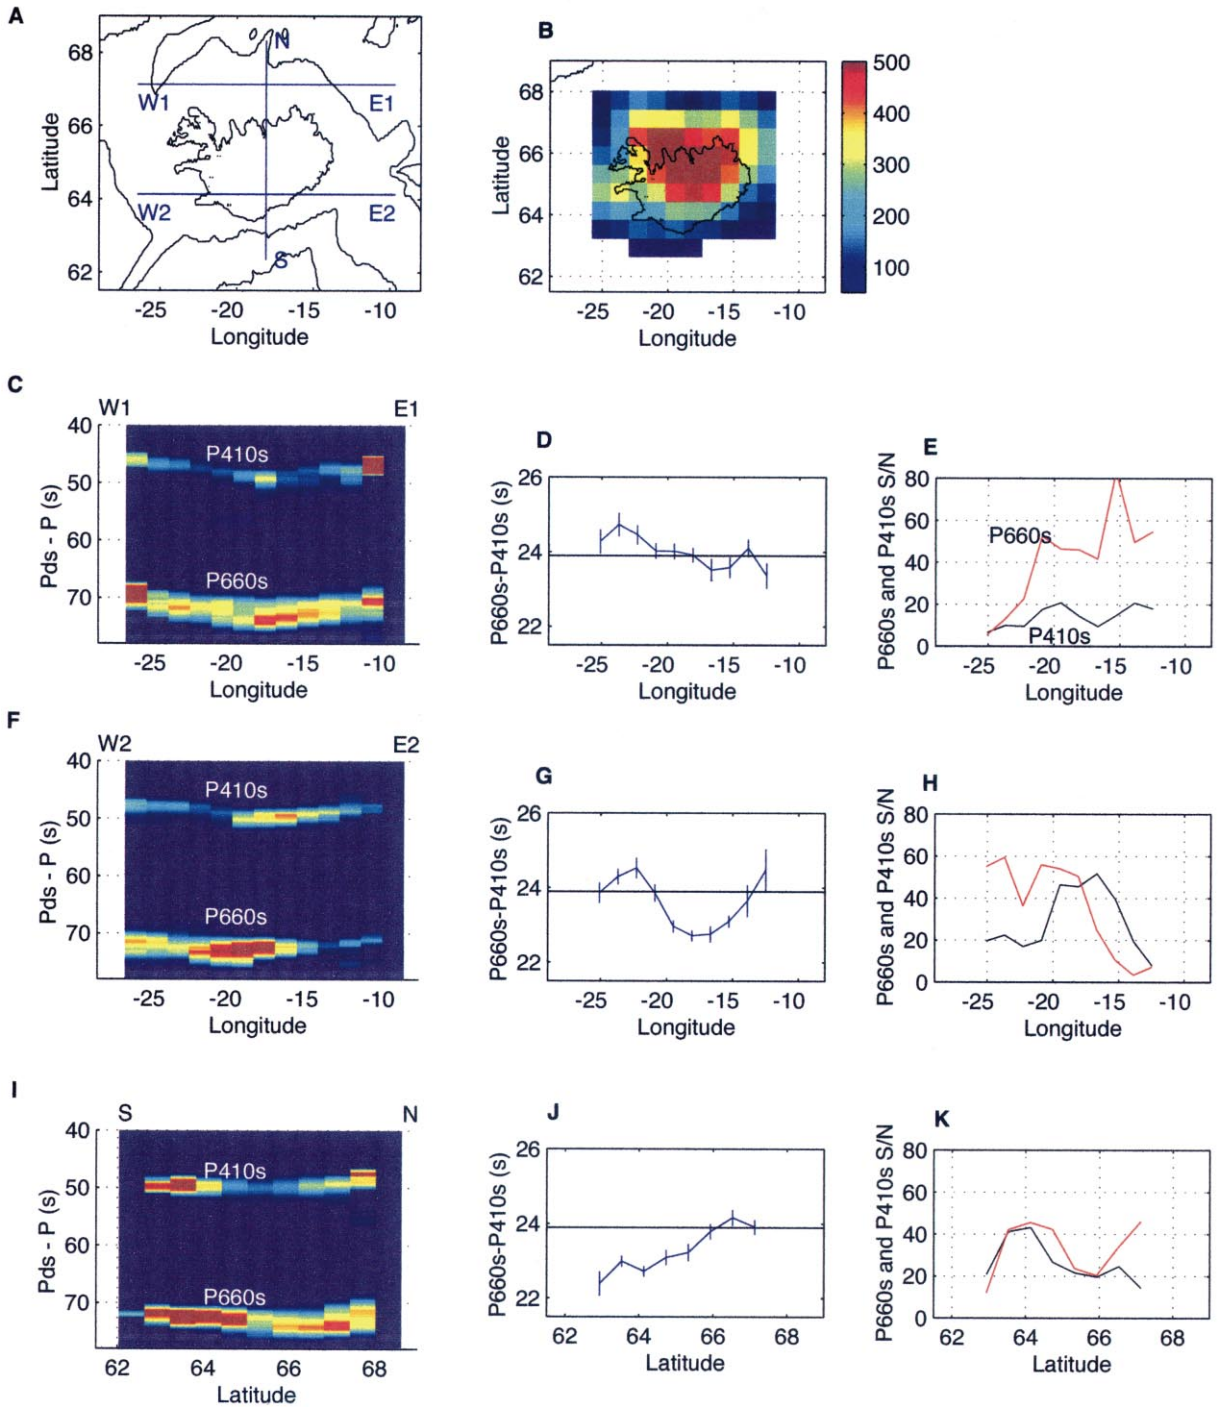 A
68
66
64
62
Latitude
N
W1
E1
W2
E2
S
-25
-20
-15
-10
Longitude
B
68
66
64
62
Latitude
-25
-20
-15
-10
Longitude
500
400
300
200
100
C
W1
E1
40
50
60
70
Pds - P (s)
P410s
P660s
-25
-20
-15
-10
Longitude
D
26
24
22
P660s-P410s (s)
-25
-20
-15
-10
Longitude
E
80
60
40
20
0
P660s and P410s S/N
P660s
P410s
-25
-20
-15
-10
Longitude
F
W2
E2
40
50
60
70
Pds - P (s)
P410s
P660s
-25
-20
-15
-10
Longitude
G
26
24
22
P660s-P410s (s)
-25
-20
-15
-10
Longitude
H
80
60
40
20
0
P660s and P410s S/N
-25
-20
-15
-10
Longitude
I
S
N
40
50
60
70
Pds - P (s)
P410s
P660s
62
64
66
68
Latitude
J
26
24
22
P660s-P410s (s)
62
64
66
68
Latitude
K
80
60
40
20
0
P660s and P410s S/N
62
64
66
68
Latitude